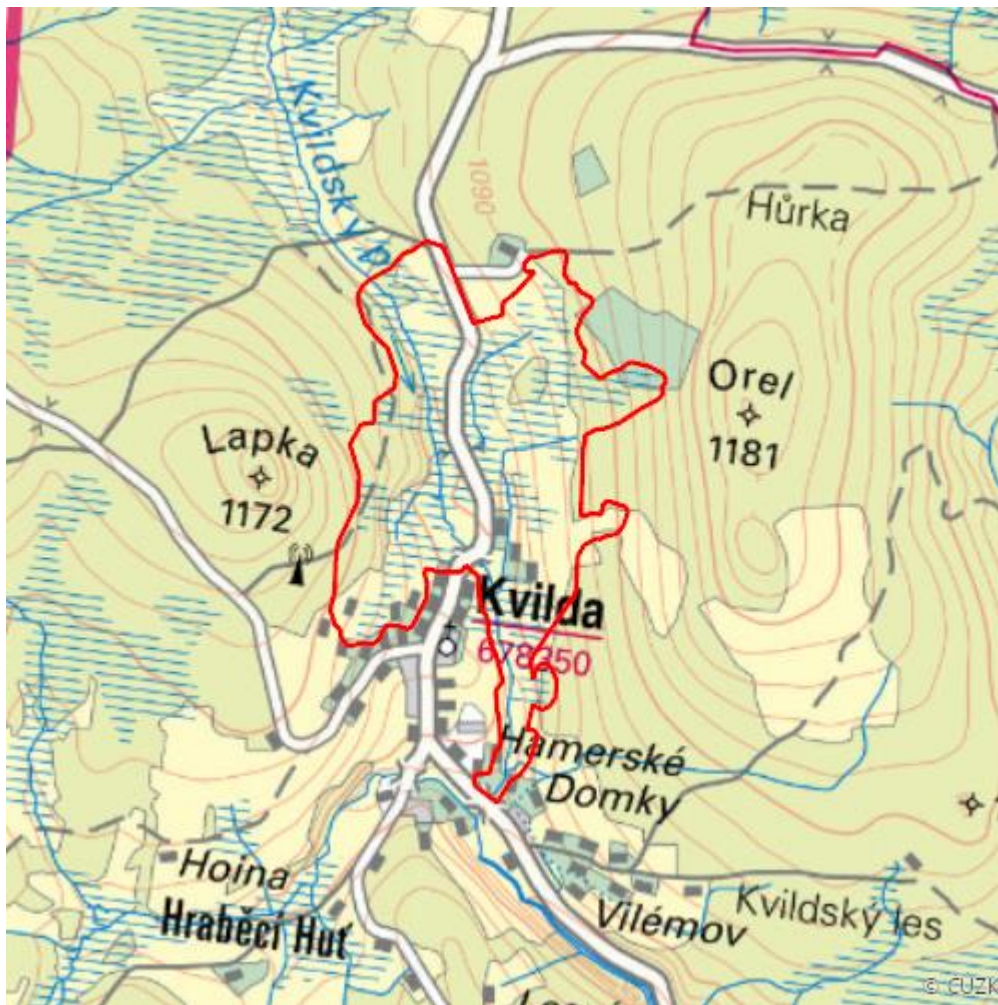 Kvildský p.
1090
Hůrka
Orel
1181
Lapka
1172
Kvilda
678350
Hamerské
Domky
Hoina
Hraběcí Huť
Vilémov
Kvildský les
© ČÚZK